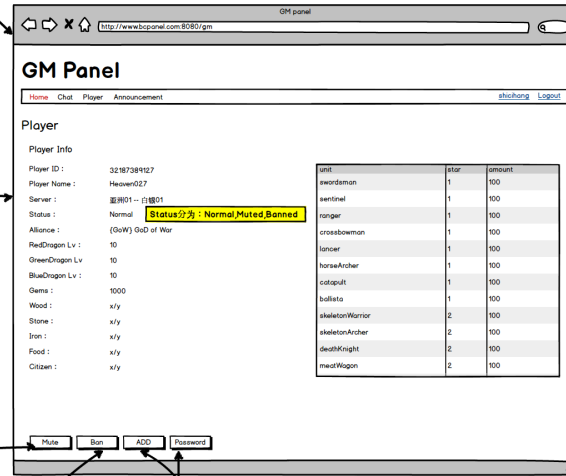 GM panel
http://www.bcpanel.com:8080/gm
GM Panel
Home Chat Player Announcement shicihang Logout
Player
Player Info
Player ID : 32187389127
Player Name : Heaven027
Server : 亚洲01 -- 白银01
Status : Normal Status分为：Normal,Muted,Banned
Alliance : {GoW} GoD of War
RedDragon Lv : 10
GreenDragon Lv 10
BlueDragon Lv : 10
Gems : 1000
Wood : x/y
Stone : x/y
Iron : x/y
Food : x/y
Citizen : x/y
unit star amount
swordsman 1 100
sentinel 1 100
ranger 1 100
crossbowman 1 100
lancer 1 100
horseArcher 1 100
catapult 1 100
ballista 1 100
skeletonWarrior 2 100
skeletonArcher 2 100
deathKnight 2 100
meatWagon 2 100
Mute Ban ADD Password